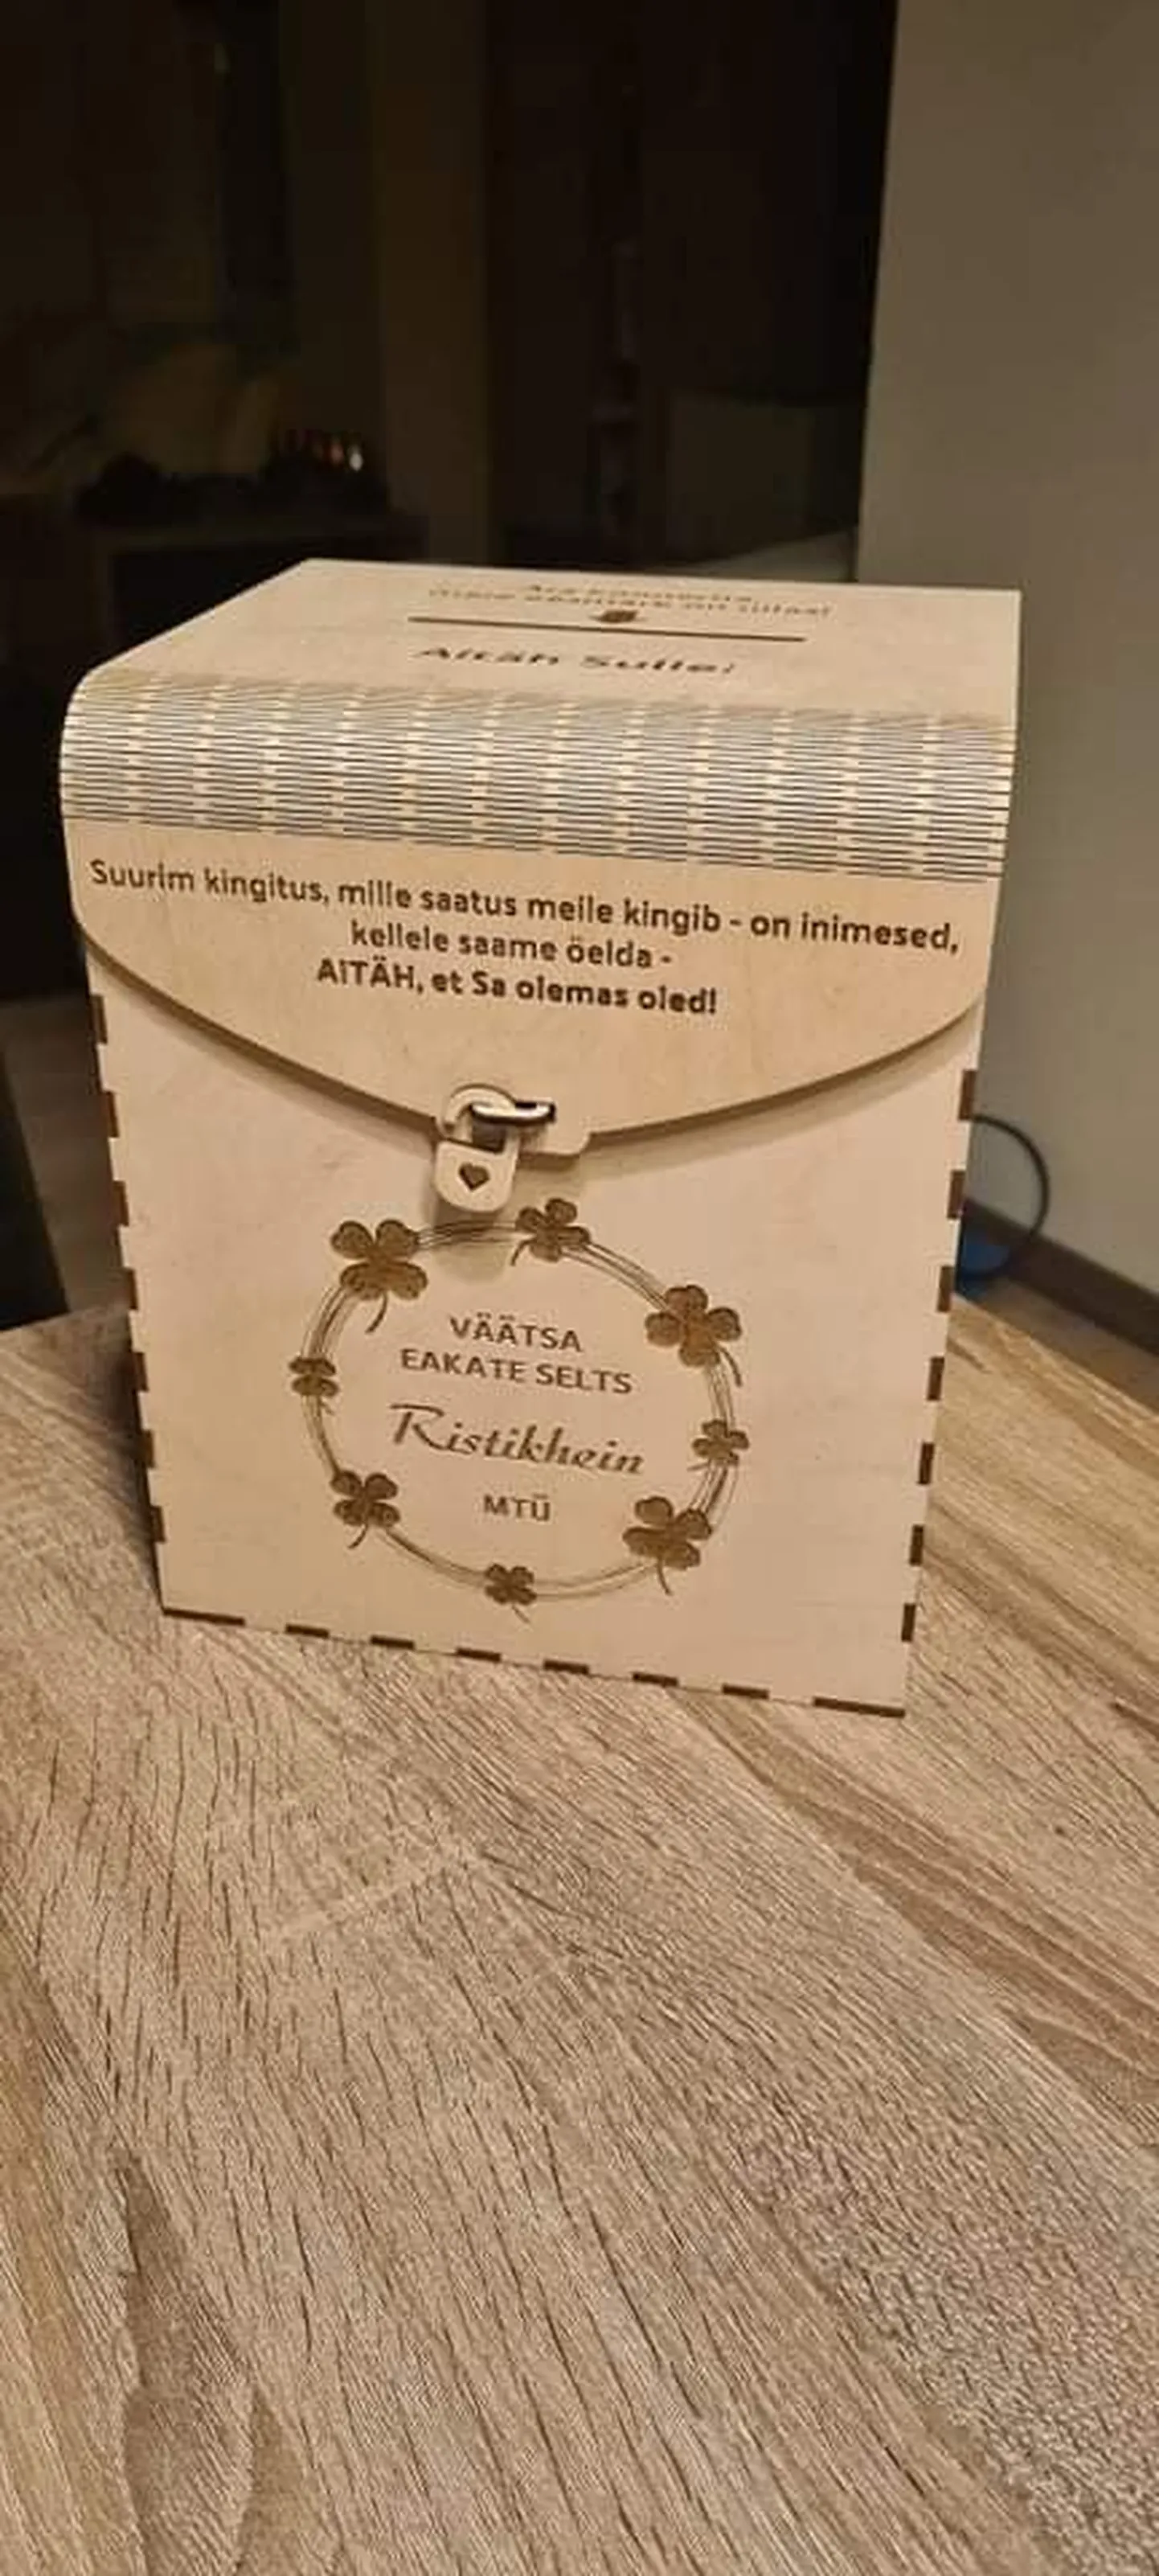 Aitäh Sulle!
Suurim kingitus, mille saatus meile kingib - on inimesed,
kellele saame öelda -
AITÄH, et Sa olemas oled!
VÄÄTSA
EAKATE SELTS
Ristikhein
MTÜ